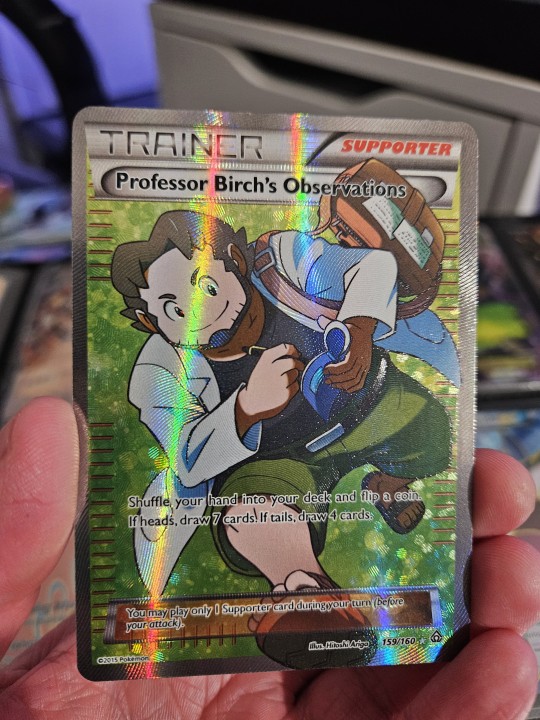 TRAINER
SUPPORTER
Professor Birch's Observations
Shuffle your hand into your deck and flip a coin.
If heads, draw 7 cards. If tails, draw 4 cards.
You may play only 1 Supporter card during your turn (before
your attack).
Illus. Hitoshi Ariga
159/160
©2015 Pokémon